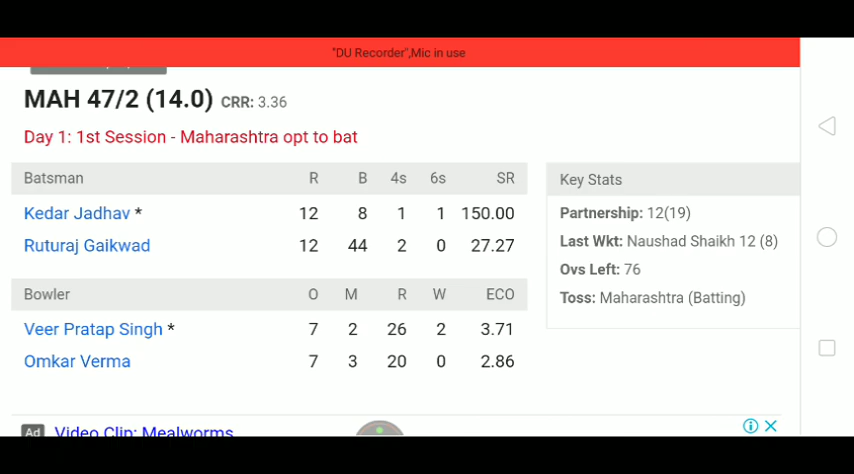 "DU Recorder",Mic in use
MAH 47/2 (14.0) CRR: 3.36
Day 1: 1st Session - Maharashtra opt to bat
Batsman R B 4s 6s SR
Kedar Jadhav * 12 8 1 1 150.00
Ruturaj Gaikwad 12 44 2 0 27.27
Bowler O M R W ECO
Veer Pratap Singh * 7 2 26 2 3.71
Omkar Verma 7 3 20 0 2.86
Key Stats
Partnership: 12(19)
Last Wkt: Naushad Shaikh 12 (8)
Ovs Left: 76
Toss: Maharashtra (Batting)
Ad Video Clip: Mealworms